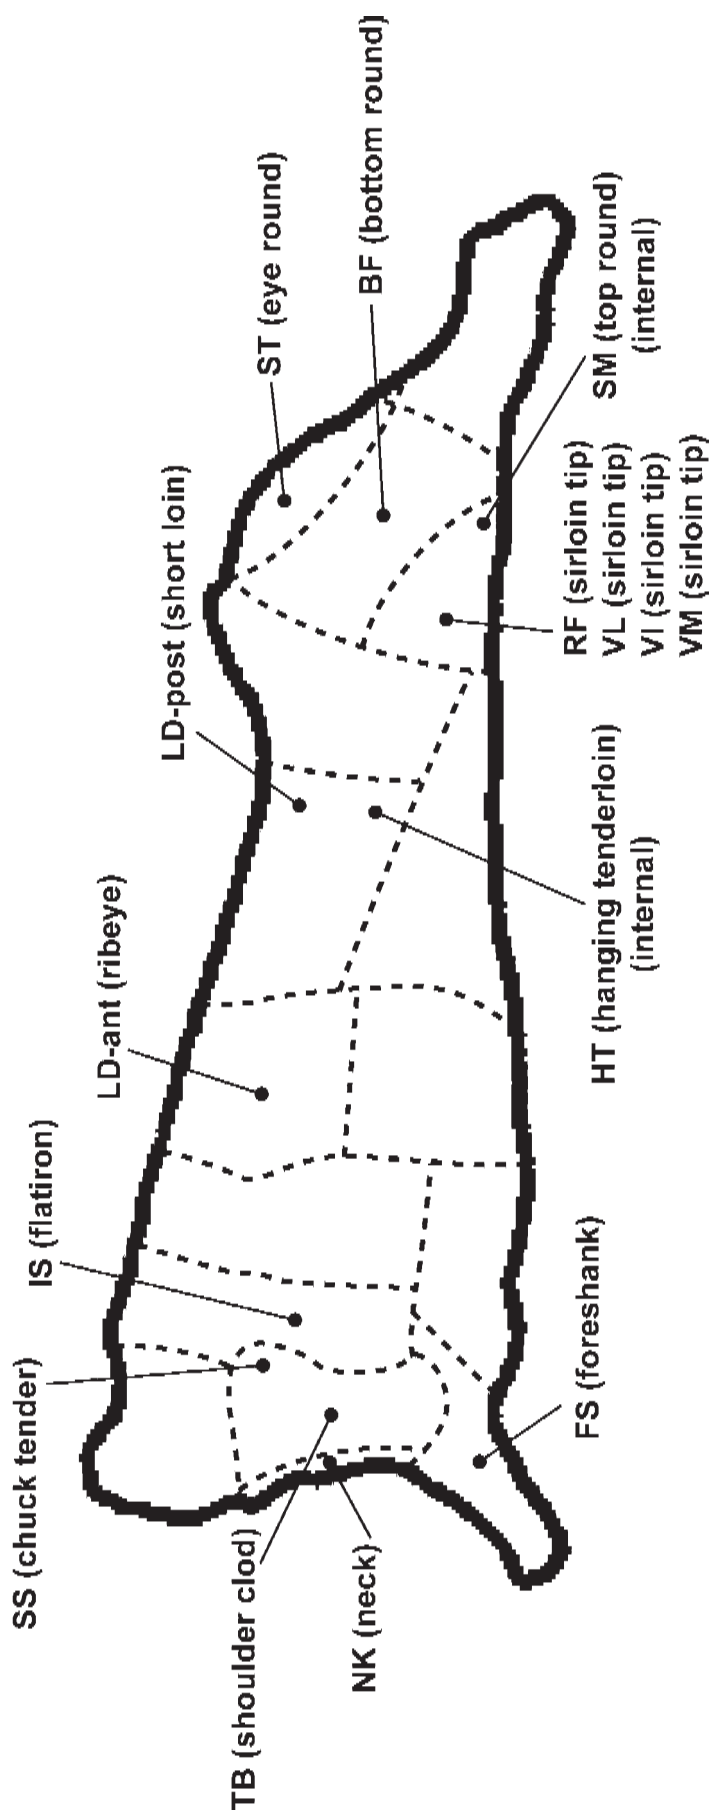 SS (chuck tender)
IS (flatiron)
LD-ant (ribeye)
LD-post (short loin)
ST (eye round)
BF (bottom round)
TB (shoulder clod)
NK (neck)
FS (foreshank)
HT (hanging tenderloin)
(internal)
RF (sirloin tip)
VL (sirloin tip)
VI (sirloin tip)
VM (sirloin tip)
SM (top round)
(internal)